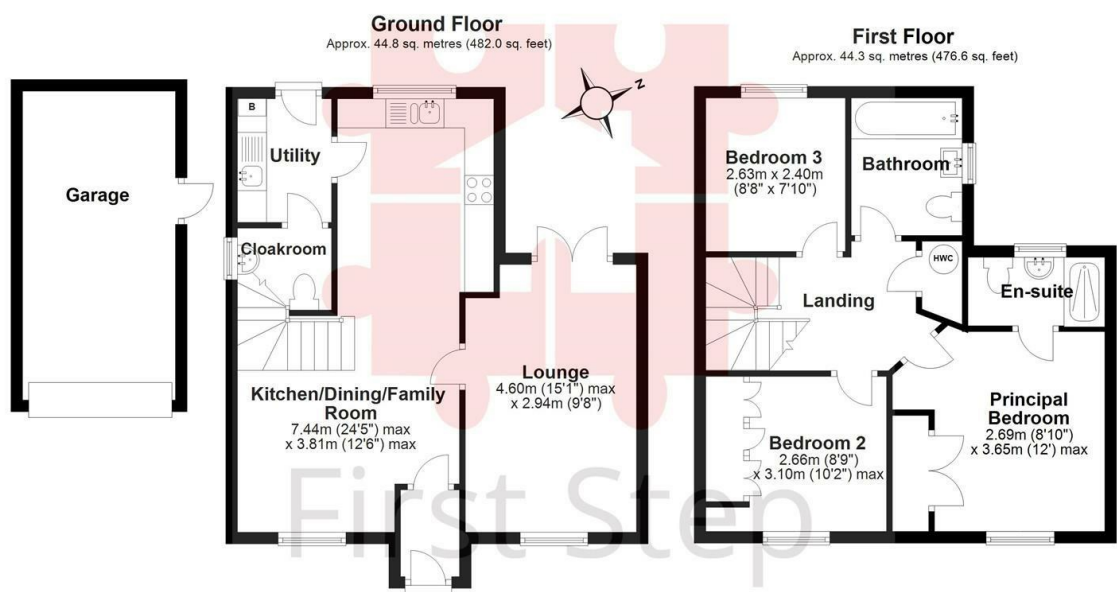 Ground Floor
Approx. 44.8 sq. metres (482.0 sq. feet)
First Floor
Approx. 44.3 sq. metres (476.6 sq. feet)
N
B
Utility
Garage
Cloakroom
Kitchen/Dining/Family
Room
7.44m (24'5") max
x 3.81m (12'6") max
Lounge
4.60m (15'1") max
x 2.94m (9'8")
Bedroom 3
2.63m x 2.40m
(8'8" x 7'10")
Bathroom
HWC
En-suite
Landing
Principal
Bedroom
2.69m (8'10")
x 3.65m (12') max
Bedroom 2
2.66m (8'9")
x 3.10m (10'2") max
First Step